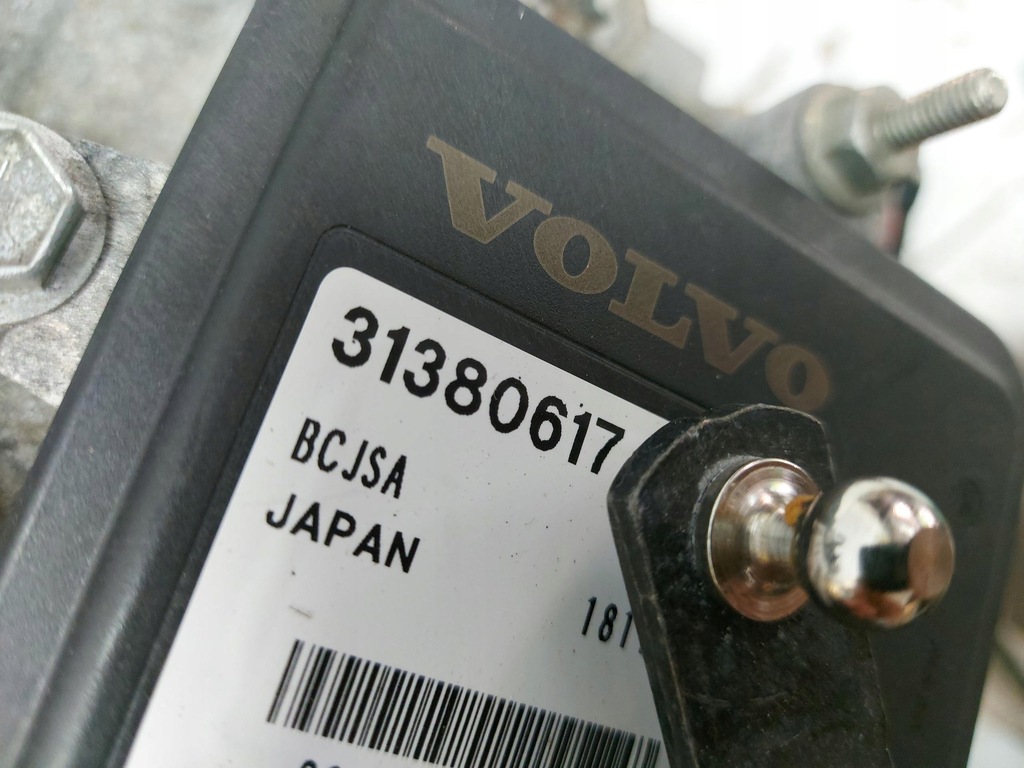 VOLVO
31380617
BCJSA
JAPAN
181